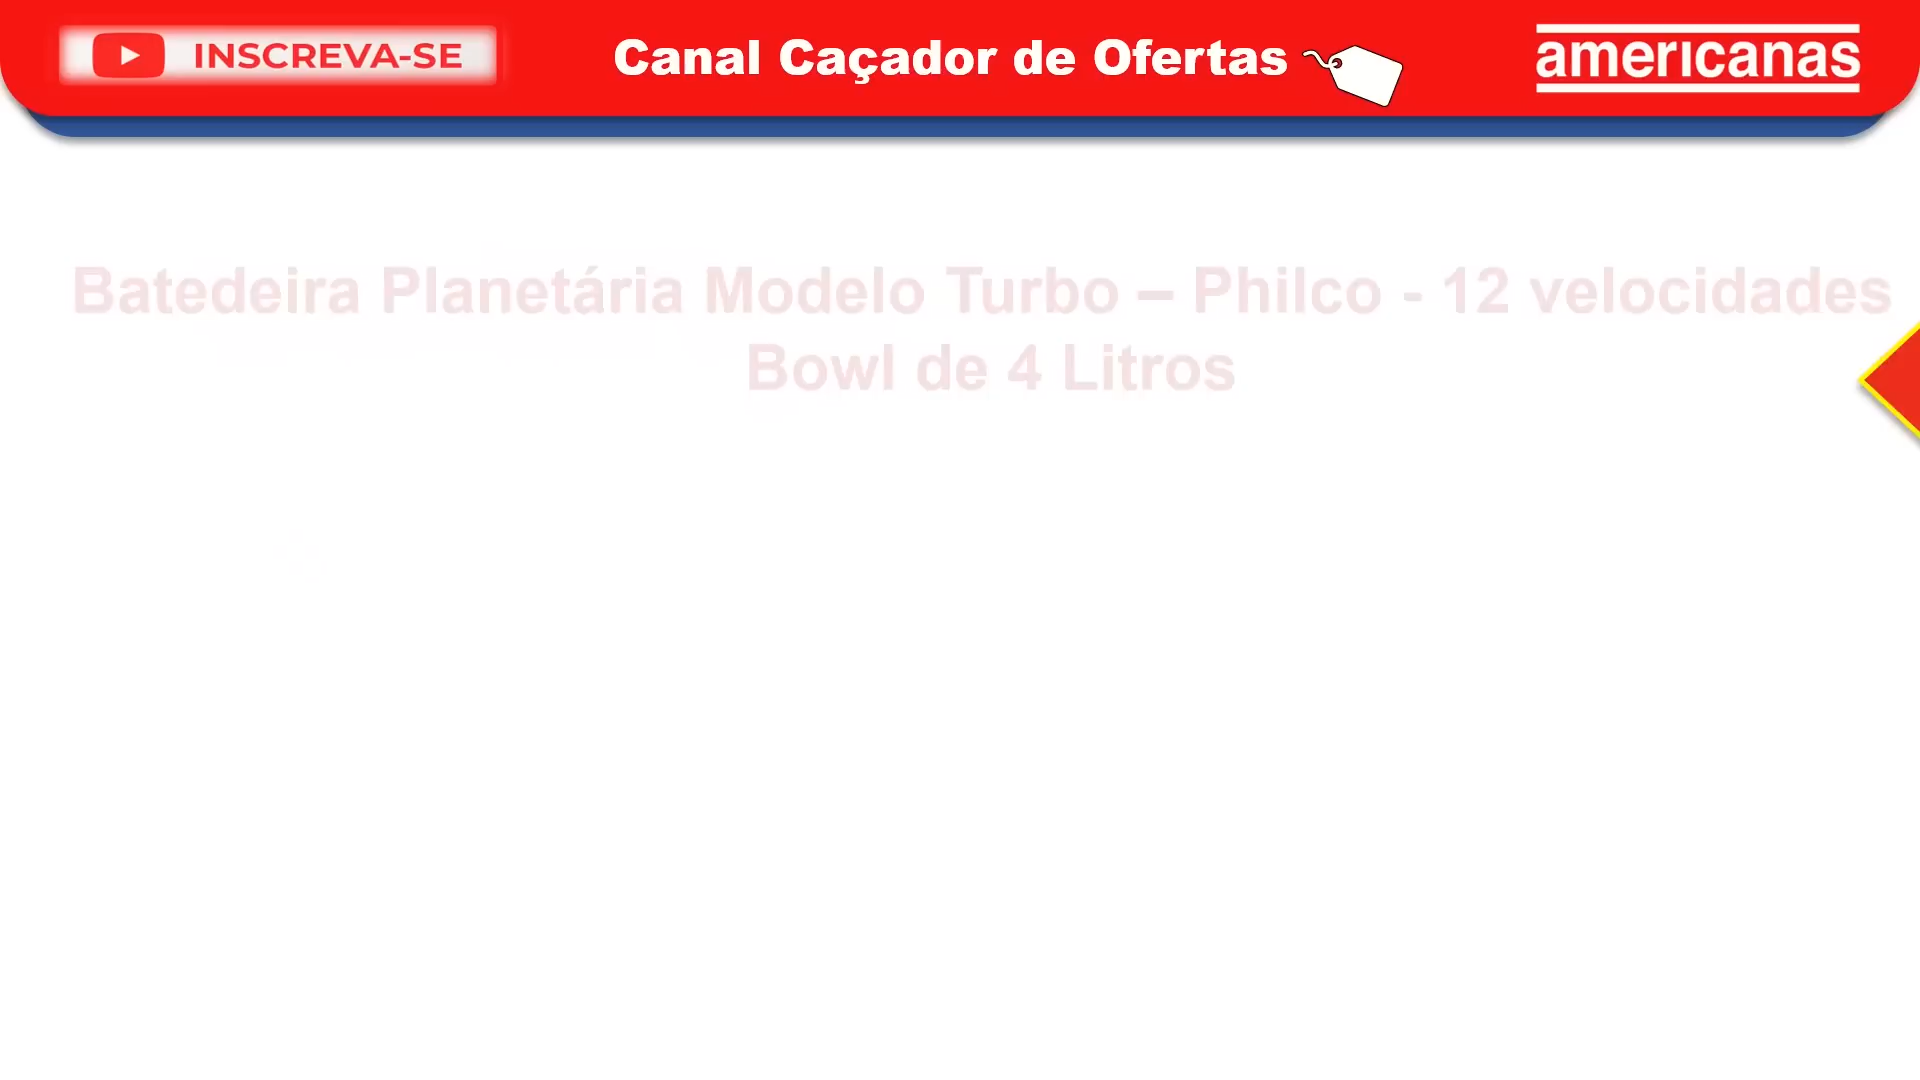 INSCREVA-SE
Canal Caçador de Ofertas
americanas
Batedeira Planetária Modelo Turbo – Philco - 12 velocidades
Bowl de 4 Litros